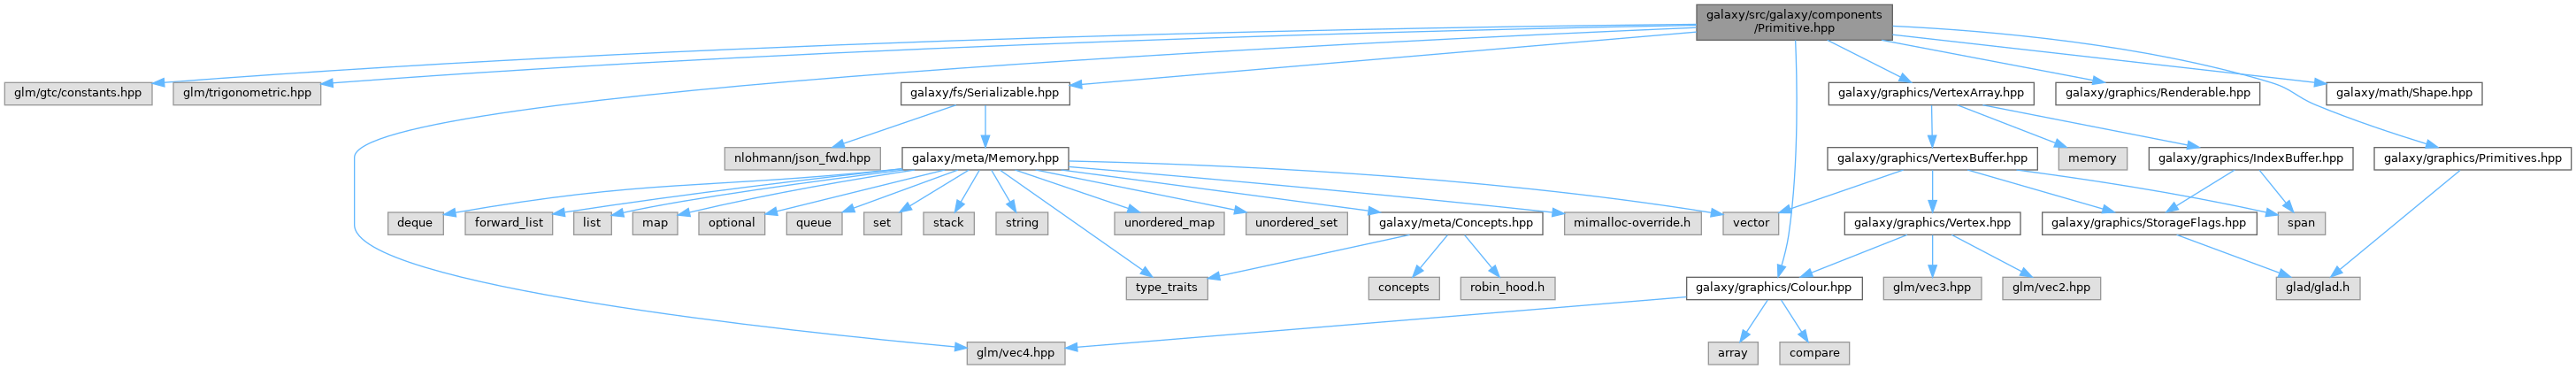 galaxy/src/galaxy/components
/Primitive.hpp
glm/gtc/constants.hpp
glm/trigonometric.hpp
galaxy/fs/Serializable.hpp
galaxy/graphics/VertexArray.hpp
galaxy/graphics/Renderable.hpp
galaxy/math/Shape.hpp
nlohmann/json_fwd.hpp
galaxy/meta/Memory.hpp
galaxy/graphics/VertexBuffer.hpp
memory
galaxy/graphics/IndexBuffer.hpp
galaxy/graphics/Primitives.hpp
deque
forward_list
list
map
optional
queue
set
stack
string
unordered_map
unordered_set
galaxy/meta/Concepts.hpp
mimalloc-override.h
vector
galaxy/graphics/Vertex.hpp
galaxy/graphics/StorageFlags.hpp
span
type_traits
concepts
robin_hood.h
galaxy/graphics/Colour.hpp
glm/vec3.hpp
glm/vec2.hpp
glad/glad.h
glm/vec4.hpp
array
compare